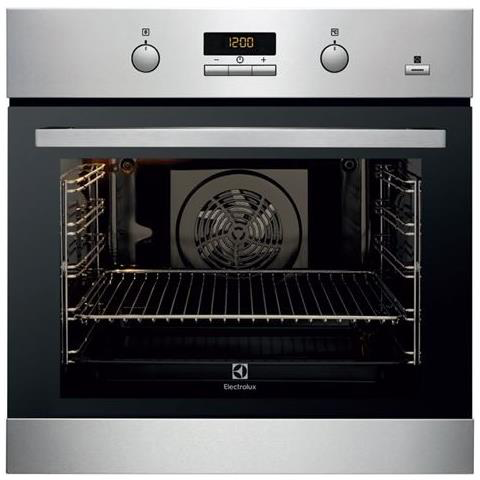 12:00
− +
Electrolux